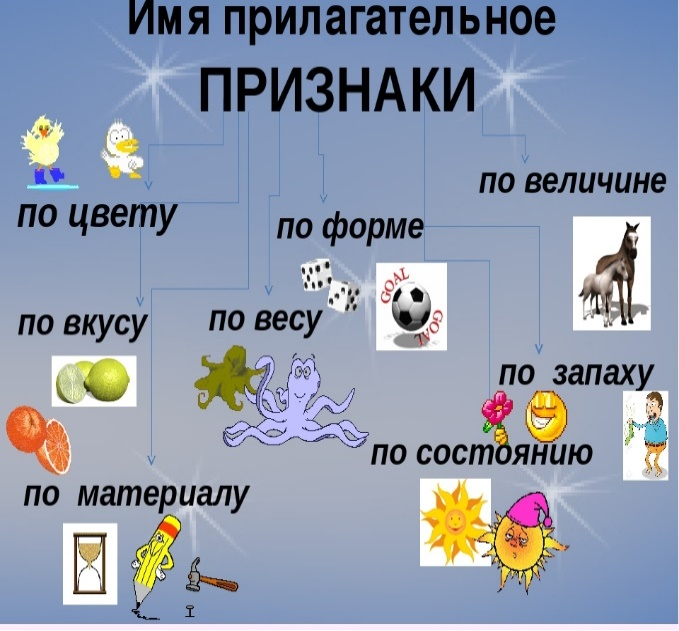 Имя прилагательное
ПРИЗНАКИ
по величине
по цвету
по форме
по вкусу
по весу
GOAL
GOAL
по запаху
по состоянию
по материалу